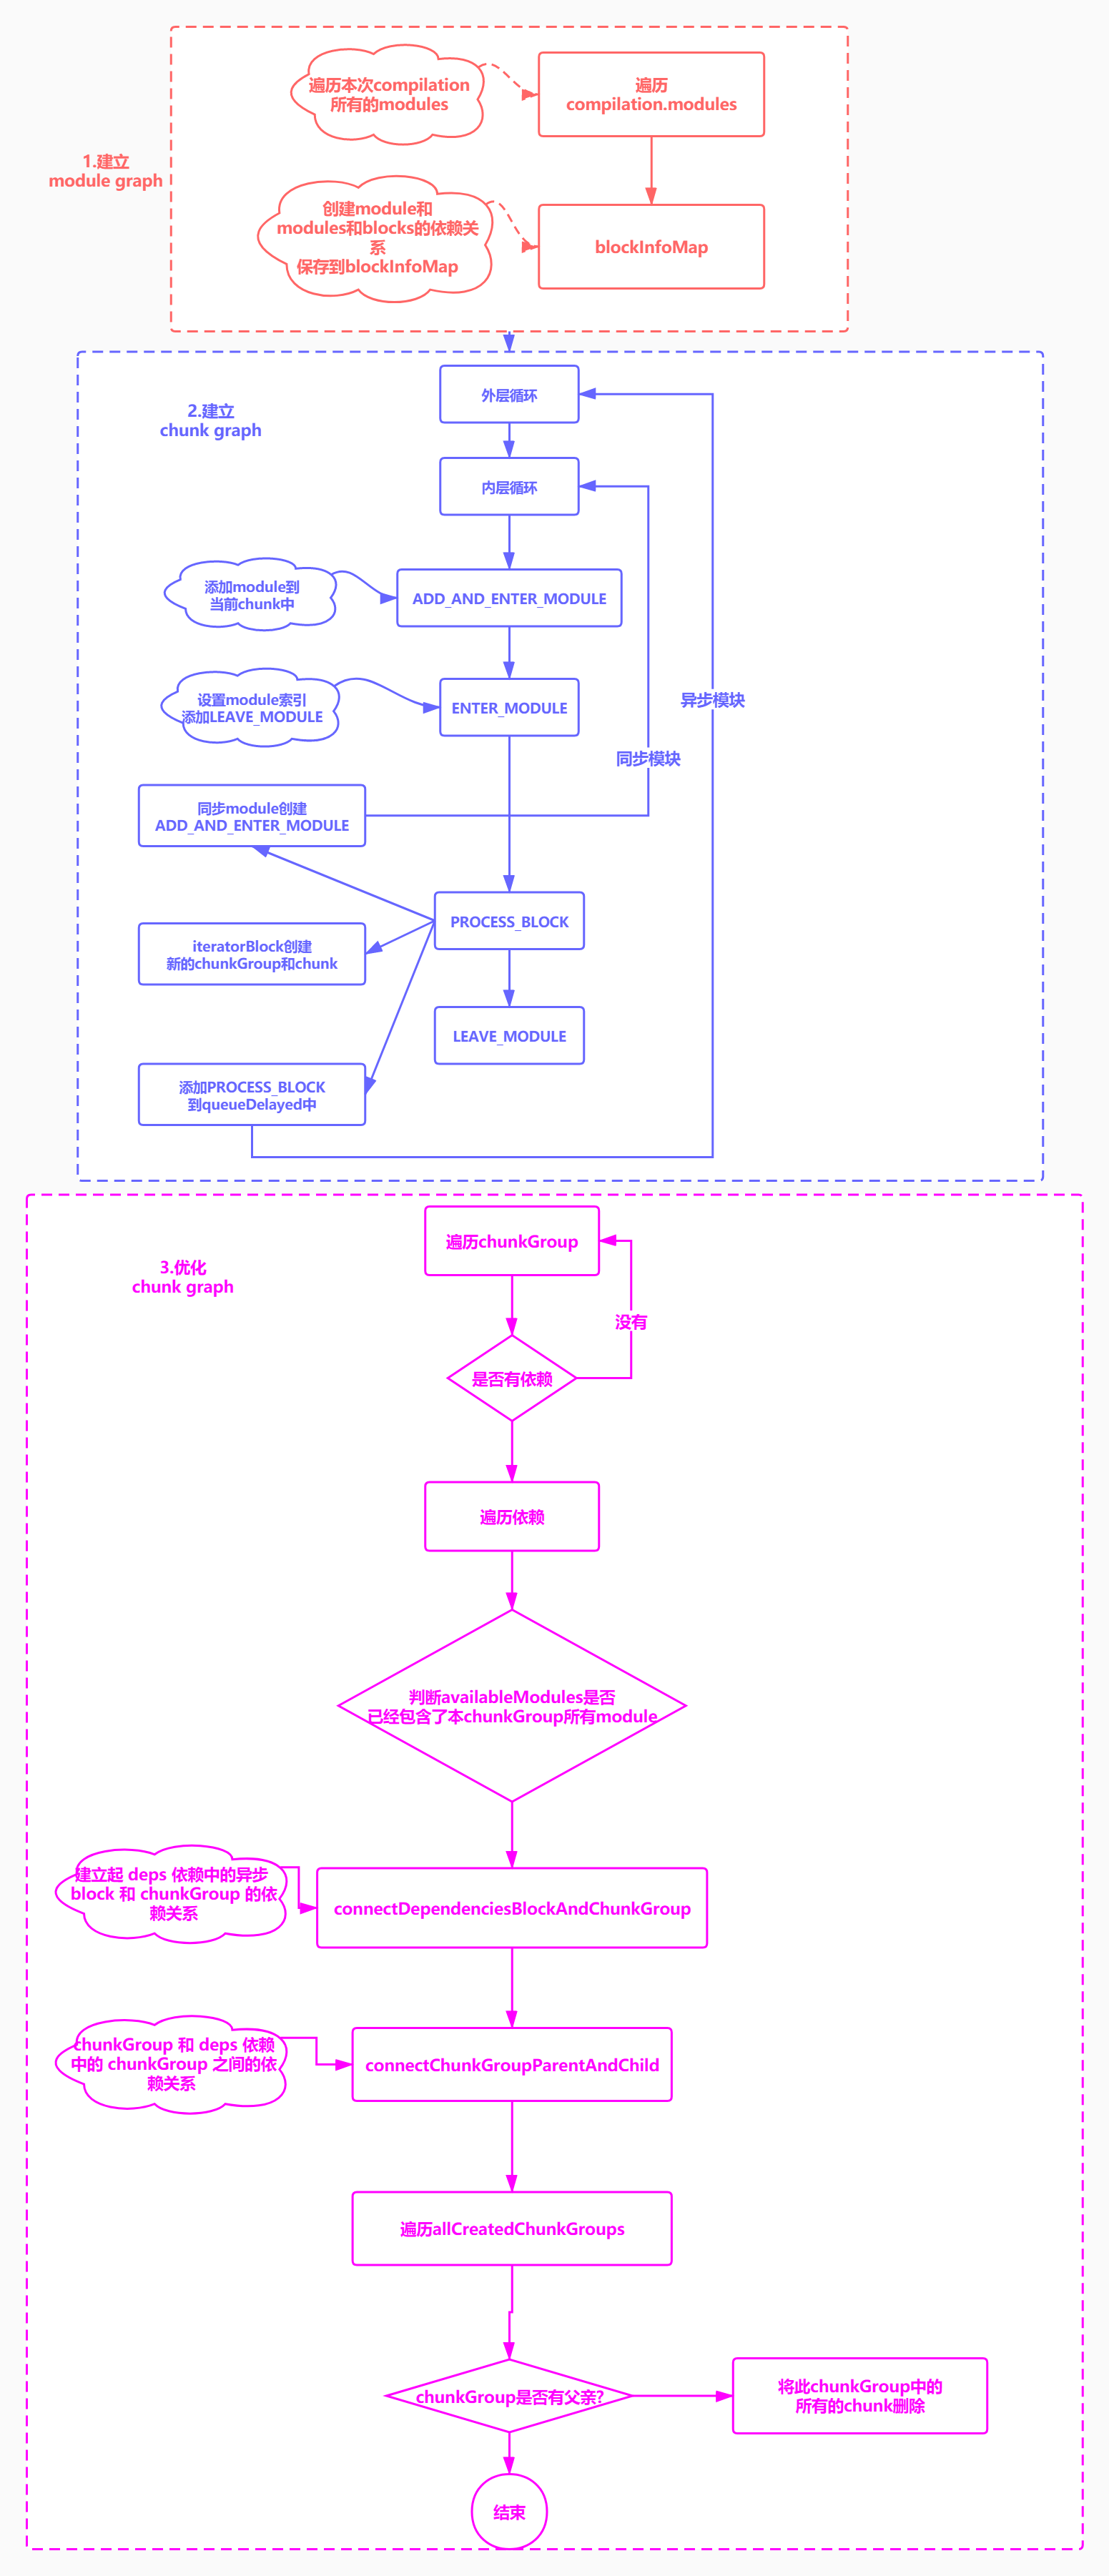 遍历本次compilation
所有的modules
遍历
compilation.modules
1.建立
module graph
创建module和
modules和blocks的依赖关
系
保存到blockInfoMap
blockInfoMap
外层循环
2.建立
chunk graph
内层循环
添加module到
当前chunk中
ADD_AND_ENTER_MODULE
设置module索引
添加LEAVE_MODULE
ENTER_MODULE
异步模块
同步模块
同步module创建
ADD_AND_ENTER_MODULE
PROCESS_BLOCK
iteratorBlock创建
新的chunkGroup和chunk
LEAVE_MODULE
添加PROCESS_BLOCK
到queueDelayed中
遍历chunkGroup
3.优化
chunk graph
没有
是否有依赖
遍历依赖
判断availableModules是否
已经包含了本chunkGroup所有module
建立起 deps 依赖中的异步
block 和 chunkGroup 的依
赖关系
connectDependenciesBlockAndChunkGroup
chunkGroup 和 deps 依赖
中的 chunkGroup 之间的依
赖关系
connectChunkGroupParentAndChild
遍历allCreatedChunkGroups
chunkGroup是否有父亲?
将此chunkGroup中的
所有的chunk删除
结束